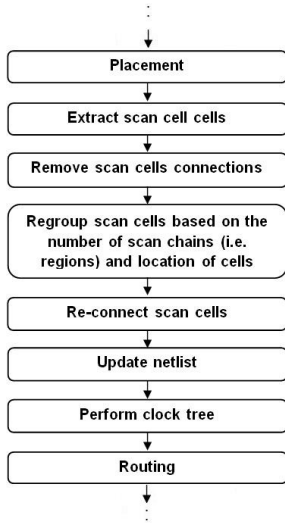 :
Placement
Extract scan cell cells
Remove scan cells connections
Regroup scan cells based on the
number of scan chains (i.e.
regions) and location of cells
Re-connect scan cells
Update netlist
Perform clock tree
Routing
: